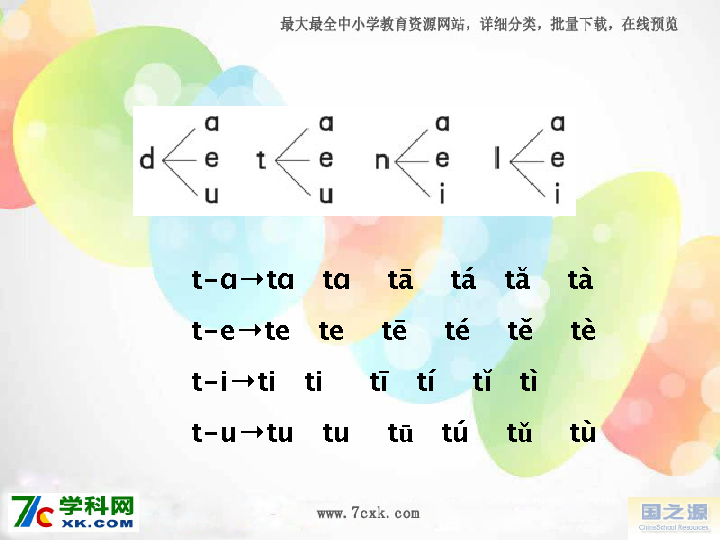 最大最全中小学教育资源网站，详细分类，批量下载，在线预览
a a a a
d e t e n e l e
u u i i
t-ɑ→tɑ tɑ tā tá tǎ tà
t-e→te te tē té tě tè
t-i→ti ti tī tí tǐ tì
t-u→tu tu tū tú tǔ tù
7c 学科网
XK.COM
www.7cxk.com
国之源
ChinaSchool Resources